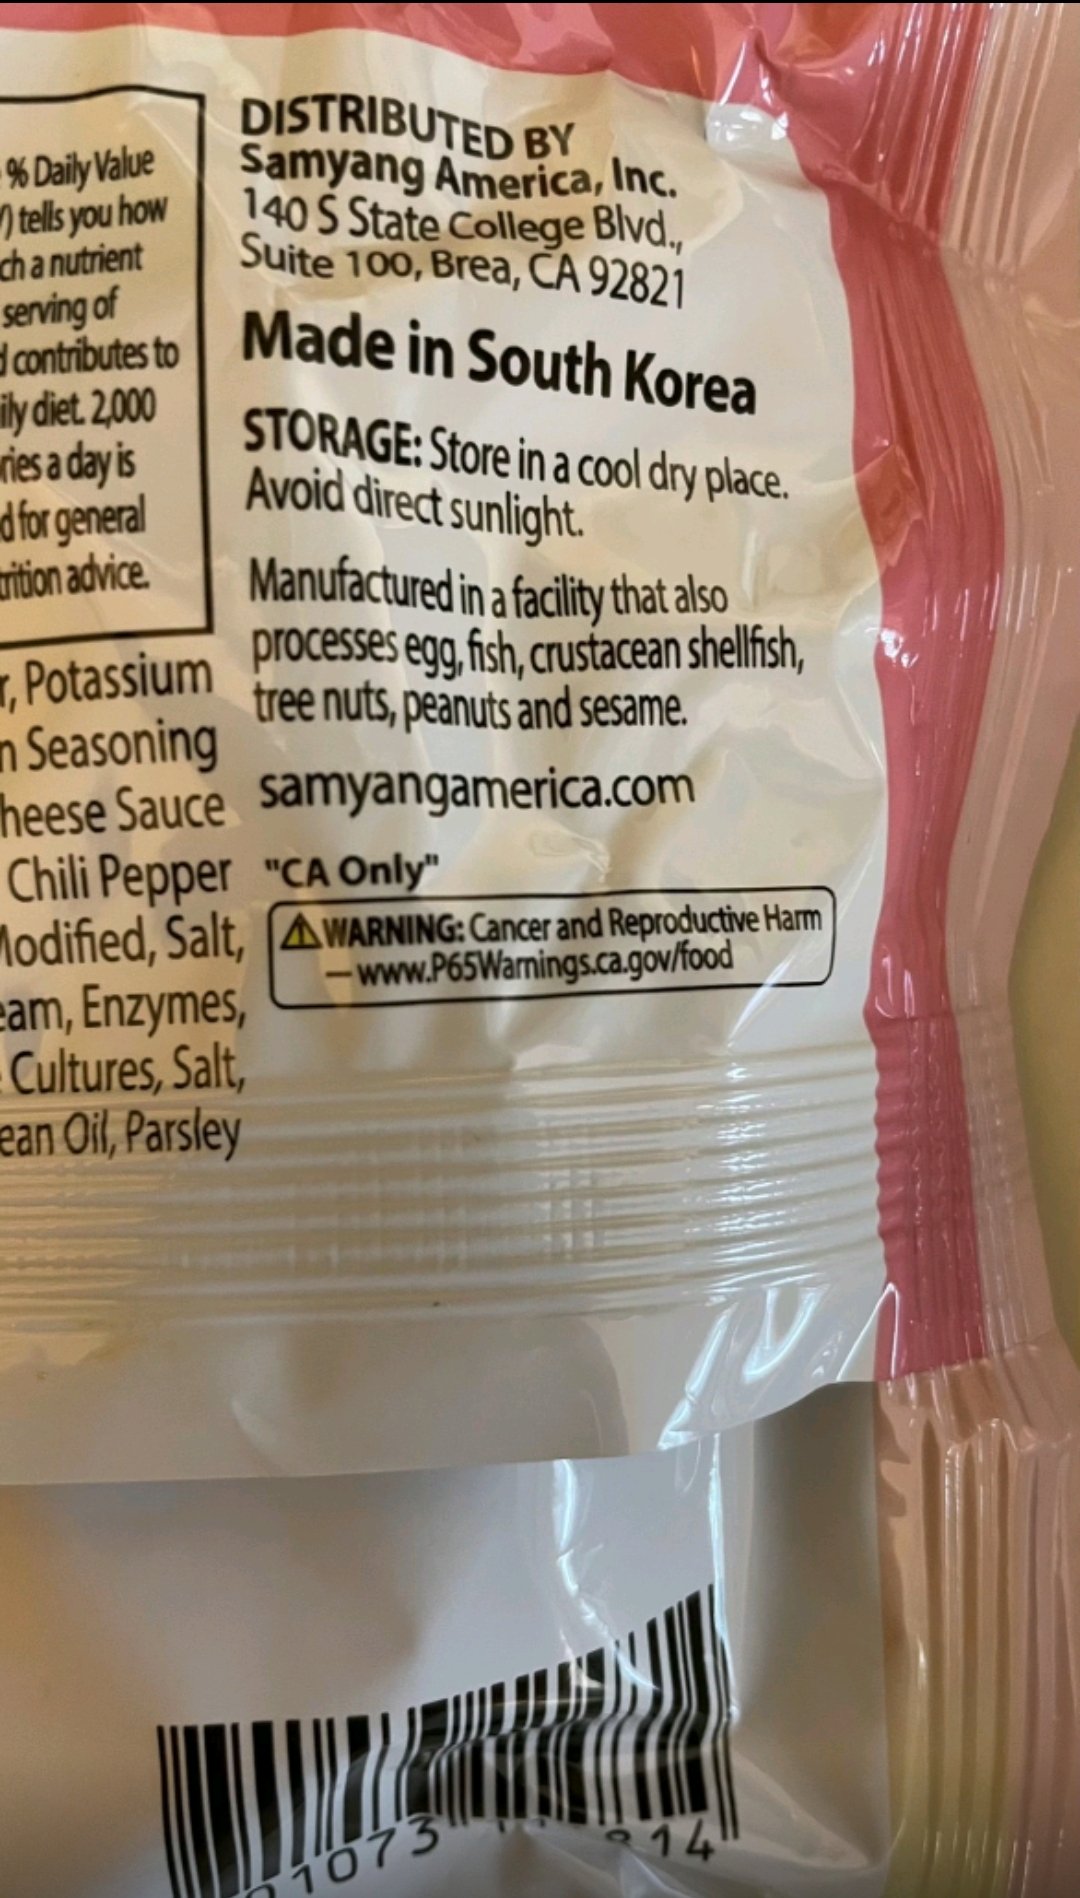 % Daily Value
tells you how
a nutrient
serving of
contributes to
diet. 2,000
a day is
for general
advice.
Potassium
Seasoning
Sauce
Chili Pepper
Salt,
Enzymes,
Cultures, Salt,
Oil, Parsley
DISTRIBUTED BY
Samyang America, Inc.
140 S State College Blvd.,
Suite 100, Brea, CA 92821
Made in South Korea
STORAGE: Store in a cool dry place.
Avoid direct sunlight.
Manufactured in a facility that also
processes egg, fish, crustacean shellfish,
tree nuts, peanuts and sesame.
samyangamerica.com
"CA Only"
WARNING: Cancer and Reproductive Harm
— www.P65Warnings.ca.gov/food
1073
14